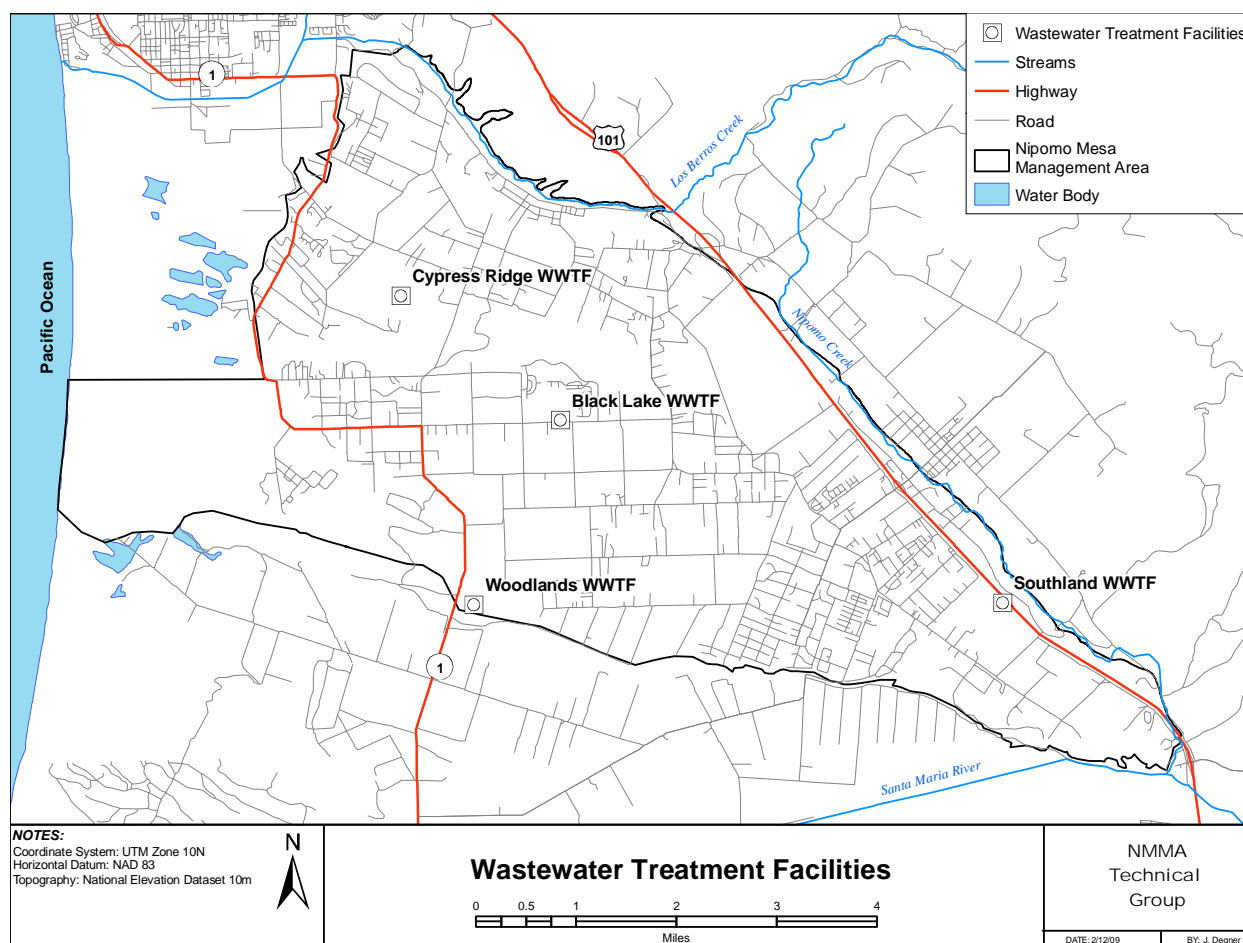 Wastewater Treatment Facilities
Streams
Highway
Road
Nipomo Mesa
Management Area
Water Body
1
101
Los Berros Creek
Cypress Ridge WWTF
Pacific Ocean
Nipomo Creek
Black Lake WWTF
Woodlands WWTF
Southland WWTF
1
Santa Maria River
NOTES:
Coordinate System: UTM Zone 10N
Horizontal Datum: NAD 83
Topography: National Elevation Dataset 10m
N
Wastewater Treatment Facilities
0 0.5 1 2 3 4
Miles
NMMA
Technical
Group
DATE: 2/12/09 BY: J. Degner